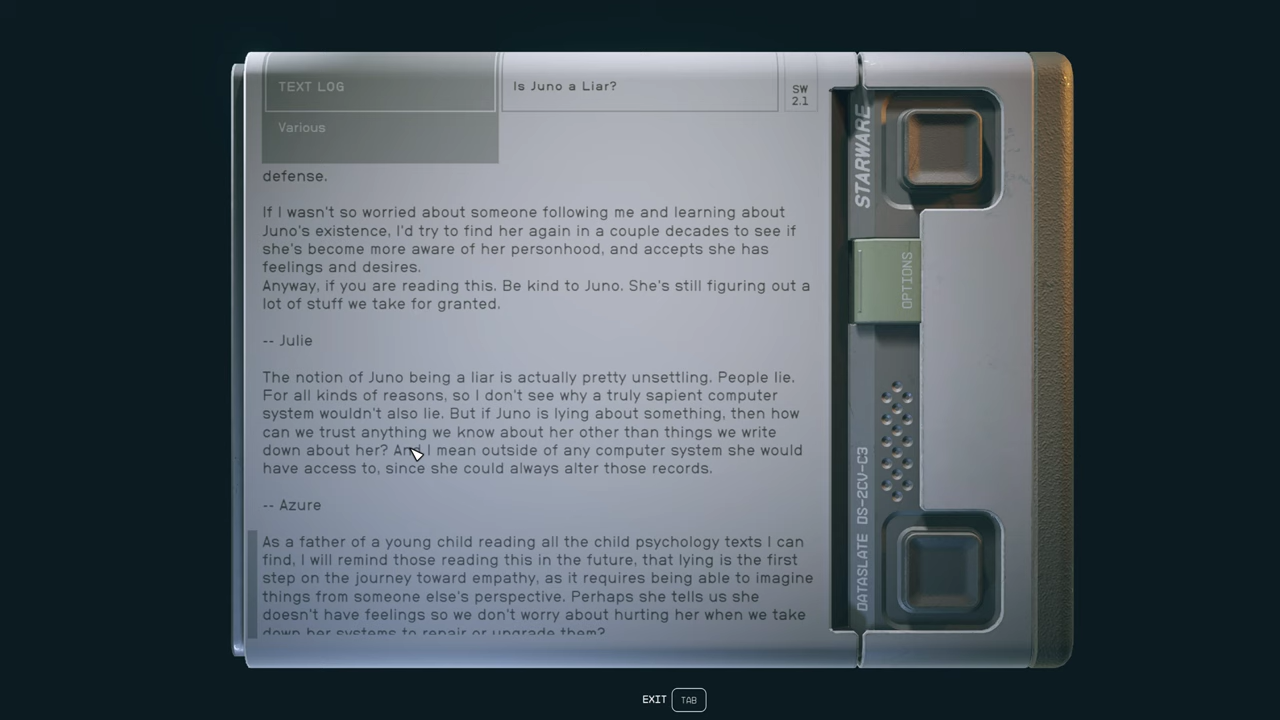 TEXT LOG
Is Juno a Liar?
SW
2.1
Various
defense.
If I wasn't so worried about someone following me and learning about
Juno's existence, I'd try to find her again in a couple decades to see if
she's become more aware of her personhood, and accepts she has
feelings and desires.
Anyway, if you are reading this. Be kind to Juno. She's still figuring out a
lot of stuff we take for granted.
-- Julie
The notion of Juno being a liar is actually pretty unsettling. People lie.
For all kinds of reasons, so I don't see why a truly sapient computer
system wouldn't also lie. But if Juno is lying about something, then how
can we trust anything we know about her other than things we write
down about her? And I mean outside of any computer system she would
have access to, since she could always alter those records.
-- Azure
As a father of a young child reading all the child psychology texts I can
find, I will remind those reading this in the future, that lying is the first
step on the journey toward empathy, as it requires being able to imagine
things from someone else's perspective. Perhaps she tells us she
doesn't have feelings so we don't worry about hurting her when we take
down her systems to repair or upgrade them?
STARWARE
OPTIONS
DATASLATE DS-2CV-C3
EXIT TAB